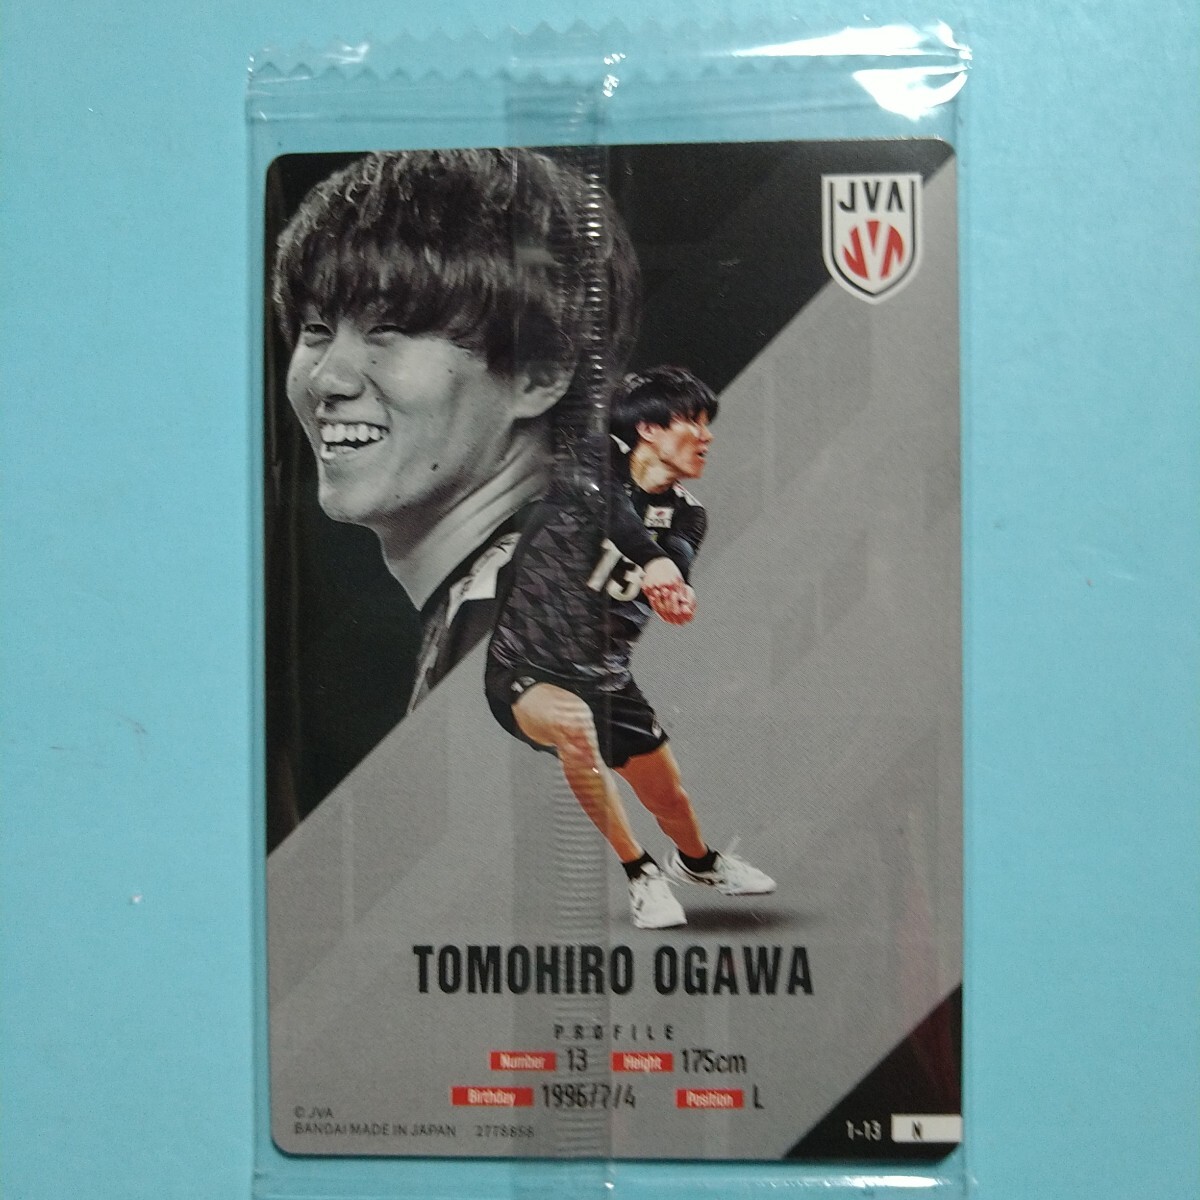 JVA
13
TOMOHIRO OGAWA
PROFILE
Number 13 Height 175cm
Birthday 1996/7/4 Position L
© JVA
BANDAI MADE IN JAPAN 2778858
1-13 N